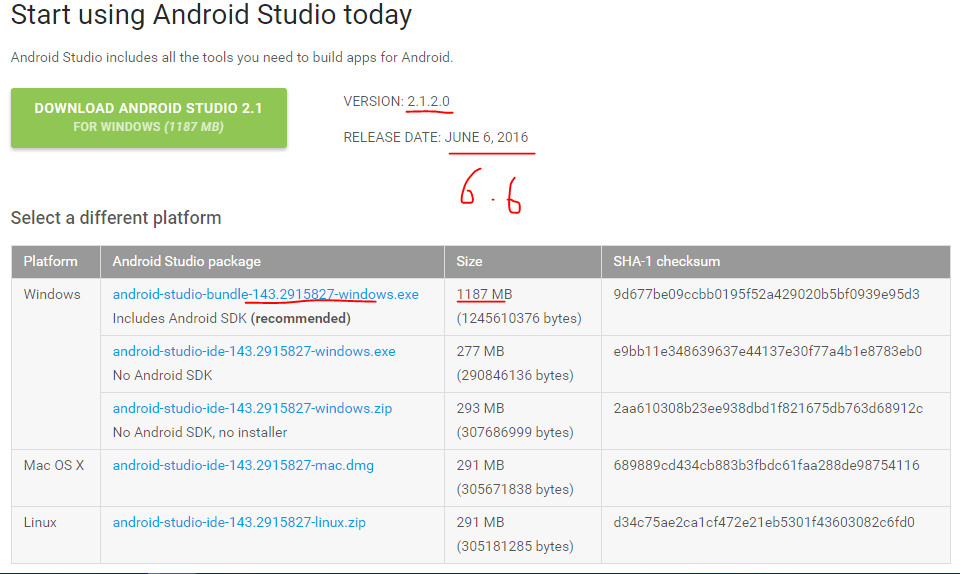 Start using Android Studio today
Android Studio includes all the tools you need to build apps for Android.
DOWNLOAD ANDROID STUDIO 2.1
FOR WINDOWS (1187 MB)
VERSION: 2.1.2.0
RELEASE DATE: JUNE 6, 2016
6.6
Select a different platform
Platform Android Studio package Size SHA-1 checksum
Windows android-studio-bundle-143.2915827-windows.exe 1187 MB 9d677be09ccbb0195f52a429020b5bf0939e95d3
Includes Android SDK (recommended) (1245610376 bytes)
android-studio-ide-143.2915827-windows.exe 277 MB e9bb11e348639637e44137e30f77a4b1e8783eb0
No Android SDK (290846136 bytes)
android-studio-ide-143.2915827-windows.zip 293 MB 2aa610308b23ee938dbd1f821675db763d68912c
No Android SDK, no installer (307686999 bytes)
Mac OS X android-studio-ide-143.2915827-mac.dmg 291 MB 689889cd434cb883b3fbdc61faa288de98754116
(305671838 bytes)
Linux android-studio-ide-143.2915827-linux.zip 291 MB d34c75ae2ca1cf472e21eb5301f43603082c6fd0
(305181285 bytes)